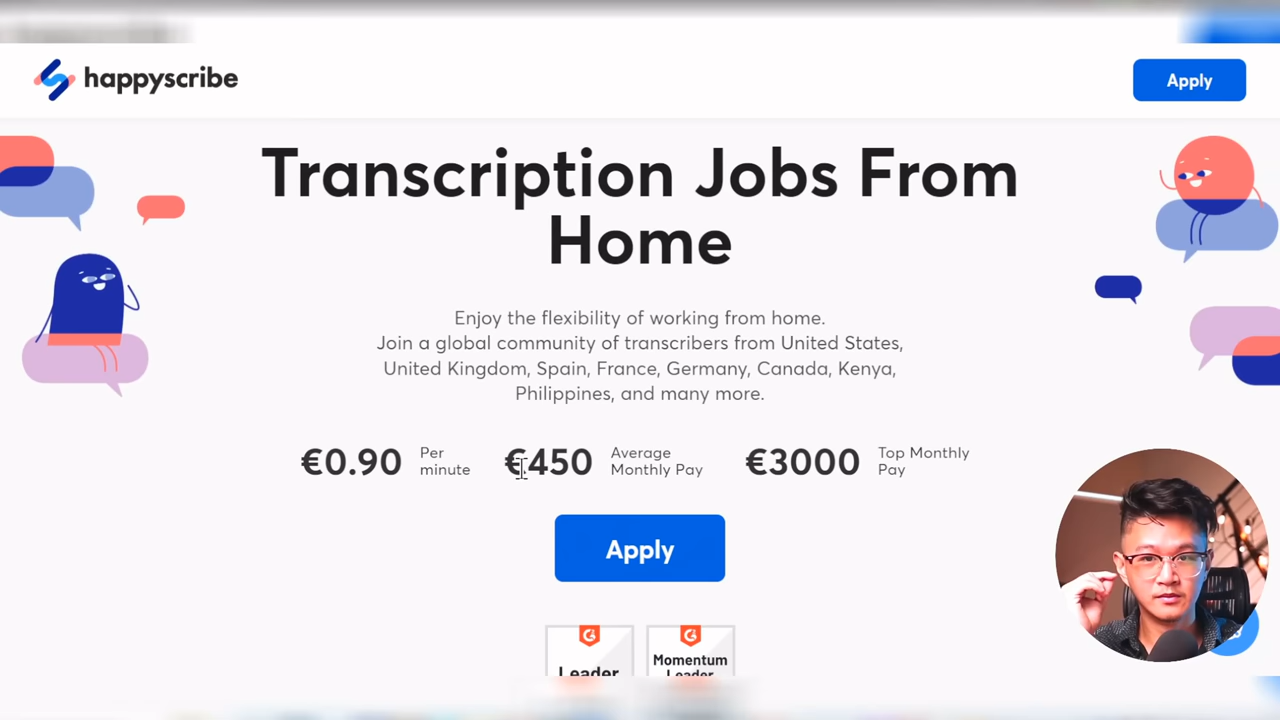 happyscribe
Apply
Transcription Jobs From
Home
Enjoy the flexibility of working from home.
Join a global community of transcribers from United States,
United Kingdom, Spain, France, Germany, Canada, Kenya,
Philippines, and many more.
€0.90
Per
minute
€450
Average
Monthly Pay
€3000
Top Monthly
Pay
Apply
Leader
Momentum
Leader